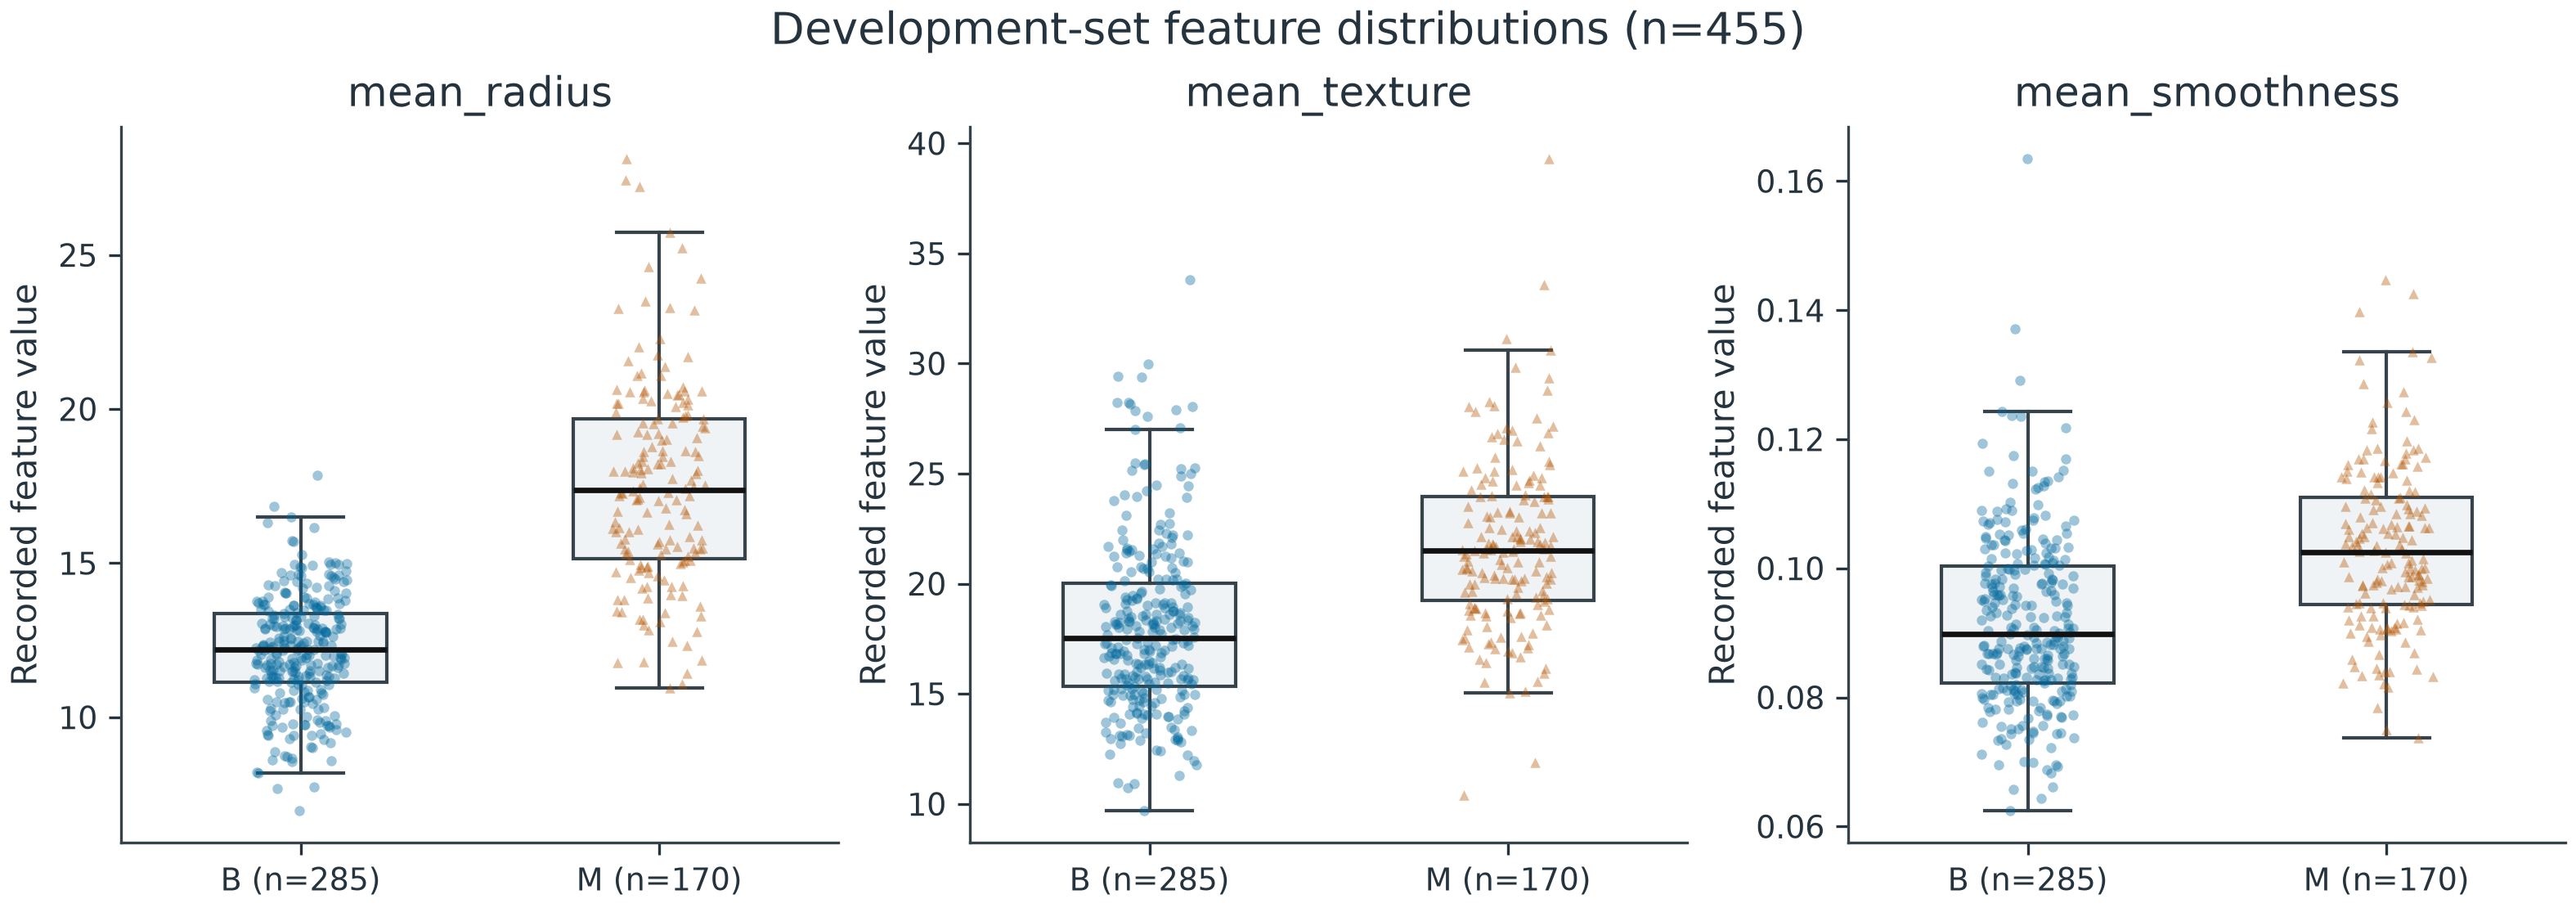 Development-set feature distributions (n=455)
mean_radius
Recorded feature value
25
20
15
10
B (n=285)
M (n=170)
mean_texture
Recorded feature value
40
35
30
25
20
15
10
B (n=285)
M (n=170)
mean_smoothness
Recorded feature value
0.16
0.14
0.12
0.10
0.08
0.06
B (n=285)
M (n=170)